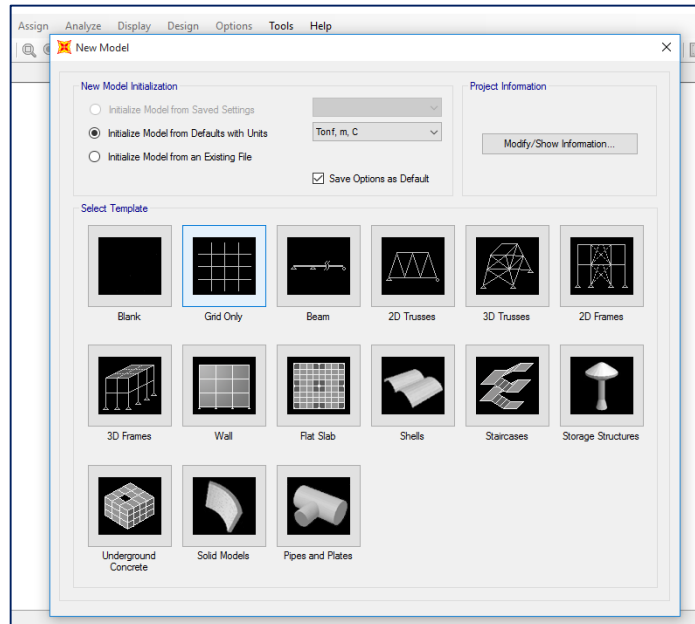 Assign Analyze Display Design Options Tools Help
New Model
New Model Initialization
Project Information
Initialize Model from Saved Settings
Initialize Model from Defaults with Units
Tonf, m, C
Modify/Show Information...
Initialize Model from an Existing File
Save Options as Default
Select Template
Blank
Grid Only
Beam
2D Trusses
3D Trusses
2D Frames
3D Frames
Wall
Flat Slab
Shells
Staircases
Storage Structures
Underground
Concrete
Solid Models
Pipes and Plates